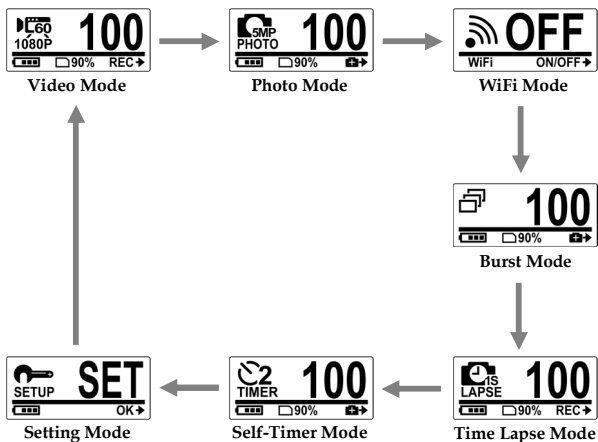 60 100
1080P
90% REC
Video Mode
5MP 100
PHOTO
90%
Photo Mode
OFF
WiFi ON/OFF
WiFi Mode
100
90%
Burst Mode
1S 100
LAPSE
90% REC
Time Lapse Mode
2 100
TIMER
90%
Self-Timer Mode
SET
SETUP
OK
Setting Mode